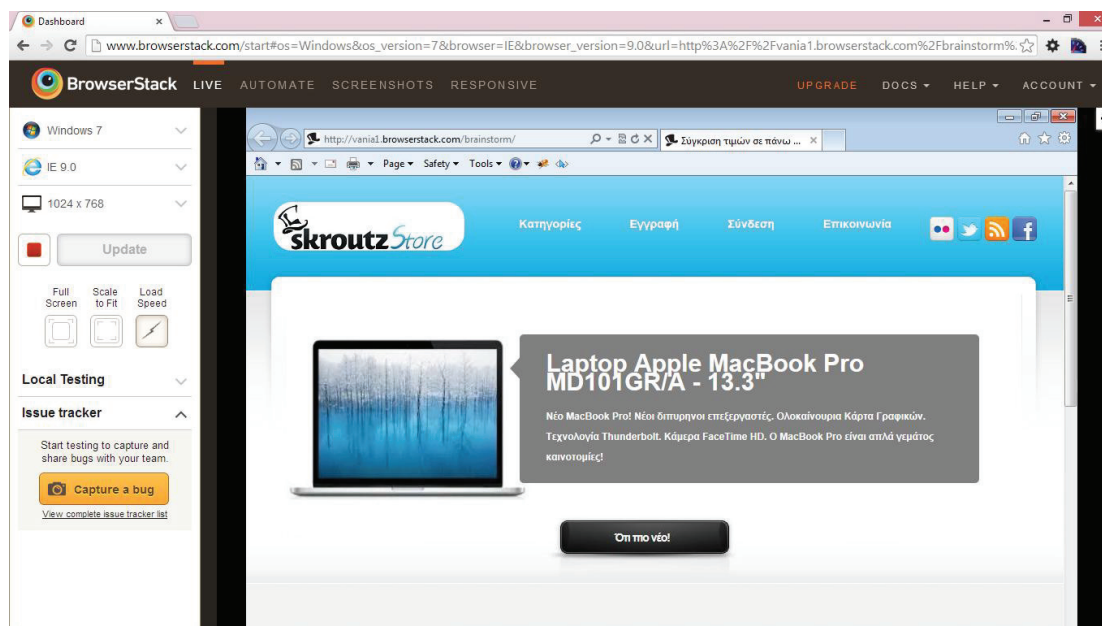 Dashboard
www.browserstack.com/start#os=Windows&os_version=7&browser=IE&browser_version=9.0&url=http%3A%2F%2Fvania1.browserstack.com%2Fbrainstorm%
BrowserStack LIVE AUTOMATE SCREENSHOTS RESPONSIVE UPGRADE DOCS HELP ACCOUNT
Windows 7
IE 9.0
1024 x 768
Update
Full Screen
Scale to Fit
Load Speed
Local Testing
Issue tracker
Start testing to capture and
share bugs with your team.
Capture a bug
View complete issue tracker list
http://vania1.browserstack.com/brainstorm/ Σύγκριση τιμών σε πάνω ...
Page Safety Tools
skroutz Store
Κατηγορίες Εγγραφή Σύνδεση Επικοινωνία
Laptop Apple MacBook Pro
MD101GR/A - 13.3"
Νέο MacBook Pro! Νέοι διπυρηνοι επεξεργαστές. Ολοκαίνουρια Κάρτα Γραφικών.
Τεχνολογία Thunderbolt. Κάμερα FaceTime HD. Ο MacBook Pro είναι απλά γεμάτος
καινοτομίες!
Ότι πιο νέο!